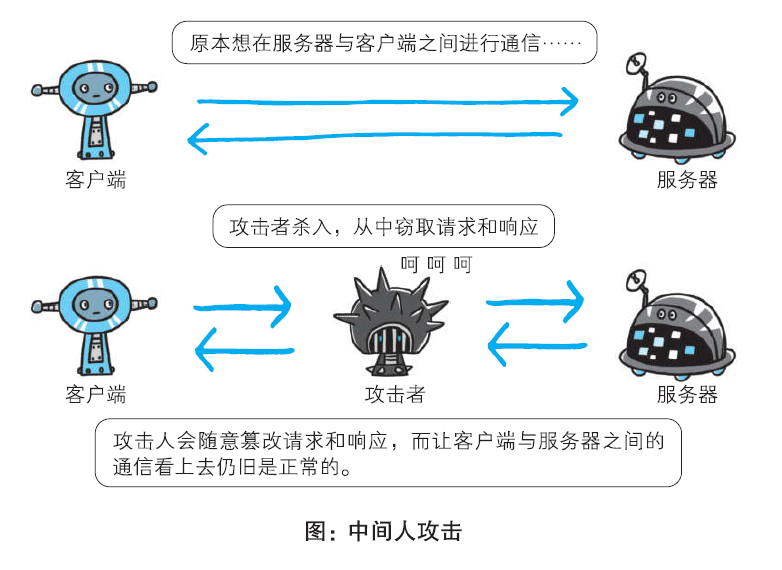 原本想在服务器与客户端之间进行通信……
客户端
服务器
攻击者杀入，从中窃取请求和响应
呵 呵 呵
客户端
攻击者
服务器
攻击人会随意篡改请求和响应，而让客户端与服务器之间的
通信看上去仍旧是正常的。
图：中间人攻击